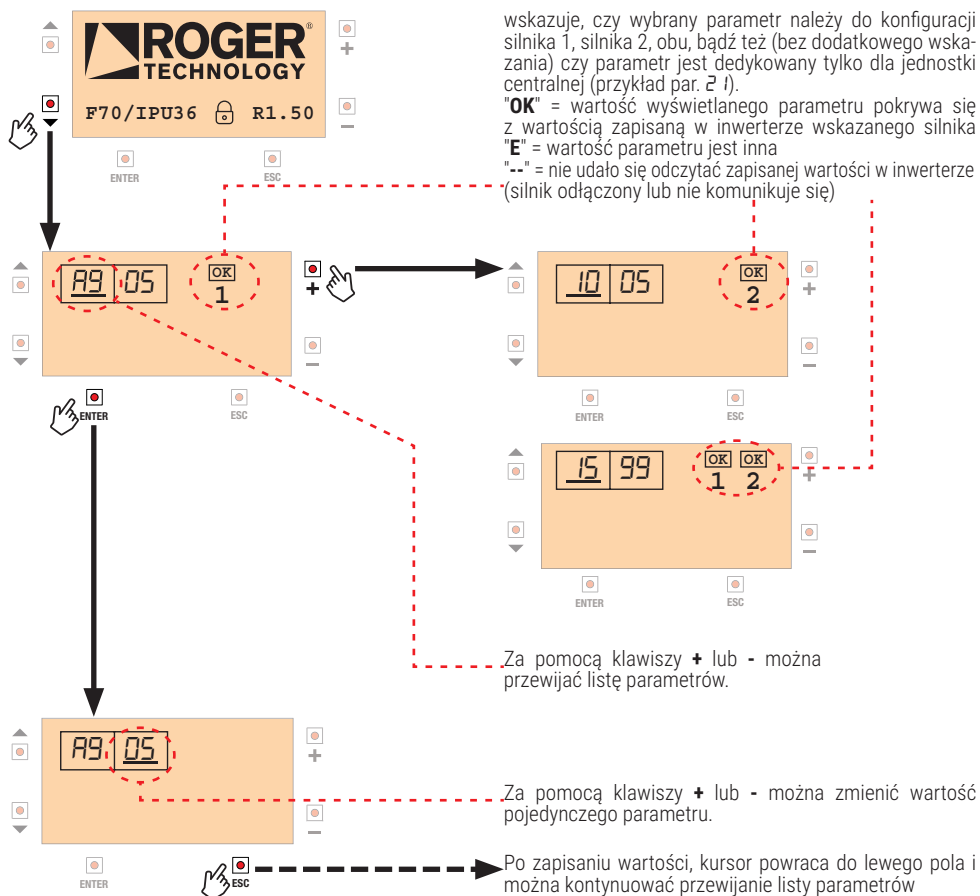 wskazuje, czy wybrany parametr należy do konfiguracji
silnika 1, silnika 2, obu, bądź też (bez dodatkowego wska-
zania) czy parametr jest dedykowany tylko dla jednostki
centralnej (przykład par. 21).
"OK" = wartość wyświetlanego parametru pokrywa się
z wartością zapisaną w inwerterze wskazanego silnika
"E" = wartość parametru jest inna
"--" = nie udało się odczytać zapisanej wartości w inwerterze
(silnik odłączony lub nie komunikuje się)
ROGER®
TECHNOLOGY
F70/IPU36 R1.50
+
-
ENTER ESC
A9 05 OK
1
+
-
ENTER ESC
10 05 OK
2
+
-
ENTER ESC
15 99 OK OK
1 2
+
-
ENTER ESC
Za pomocą klawiszy + lub - można
przewijać listę parametrów.
A9 05
+
-
ENTER ESC
Za pomocą klawiszy + lub - można zmienić wartość
pojedynczego parametru.
Po zapisaniu wartości, kursor powraca do lewego pola i
można kontynuować przewijanie listy parametrów